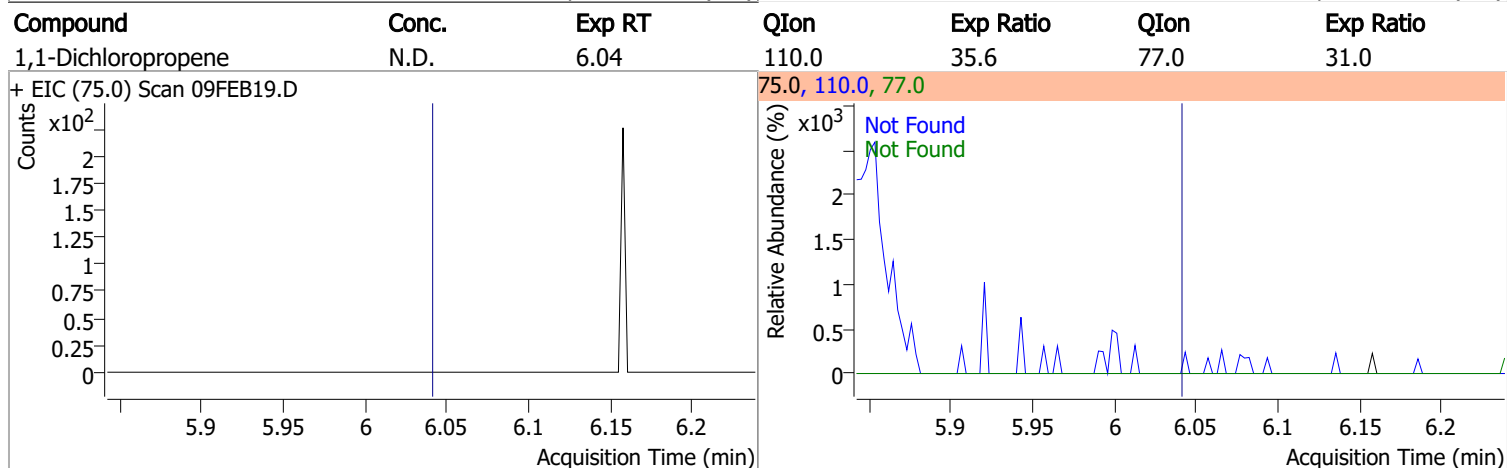 Compound Conc. Exp RT QIon Exp Ratio QIon Exp Ratio
1,1-Dichloropropene N.D. 6.04 110.0 35.6 77.0 31.0
+ EIC (75.0) Scan 09FEB19.D
Counts
x10²
2
1.75
1.5
1.25
1
0.75
0.5
0.25
0
5.9 5.95 6 6.05 6.1 6.15 6.2
Acquisition Time (min)
75.0, 110.0, 77.0
Relative Abundance (%)
x10³
Not Found
Not Found
2
1.5
1
0.5
0
5.9 5.95 6 6.05 6.1 6.15 6.2
Acquisition Time (min)